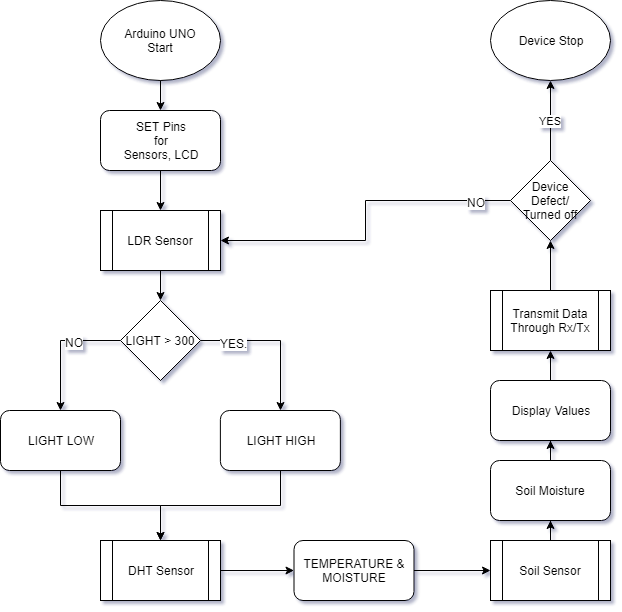 Arduino UNO
Start
SET Pins
for
Sensors, LCD
LDR Sensor
LIGHT > 300
NO
YES.
LIGHT LOW
LIGHT HIGH
DHT Sensor
TEMPERATURE &
MOISTURE
Soil Sensor
Soil Moisture
Display Values
Transmit Data
Through Rx/Tx
Device
Defect/
Turned off
NO
YES
Device Stop